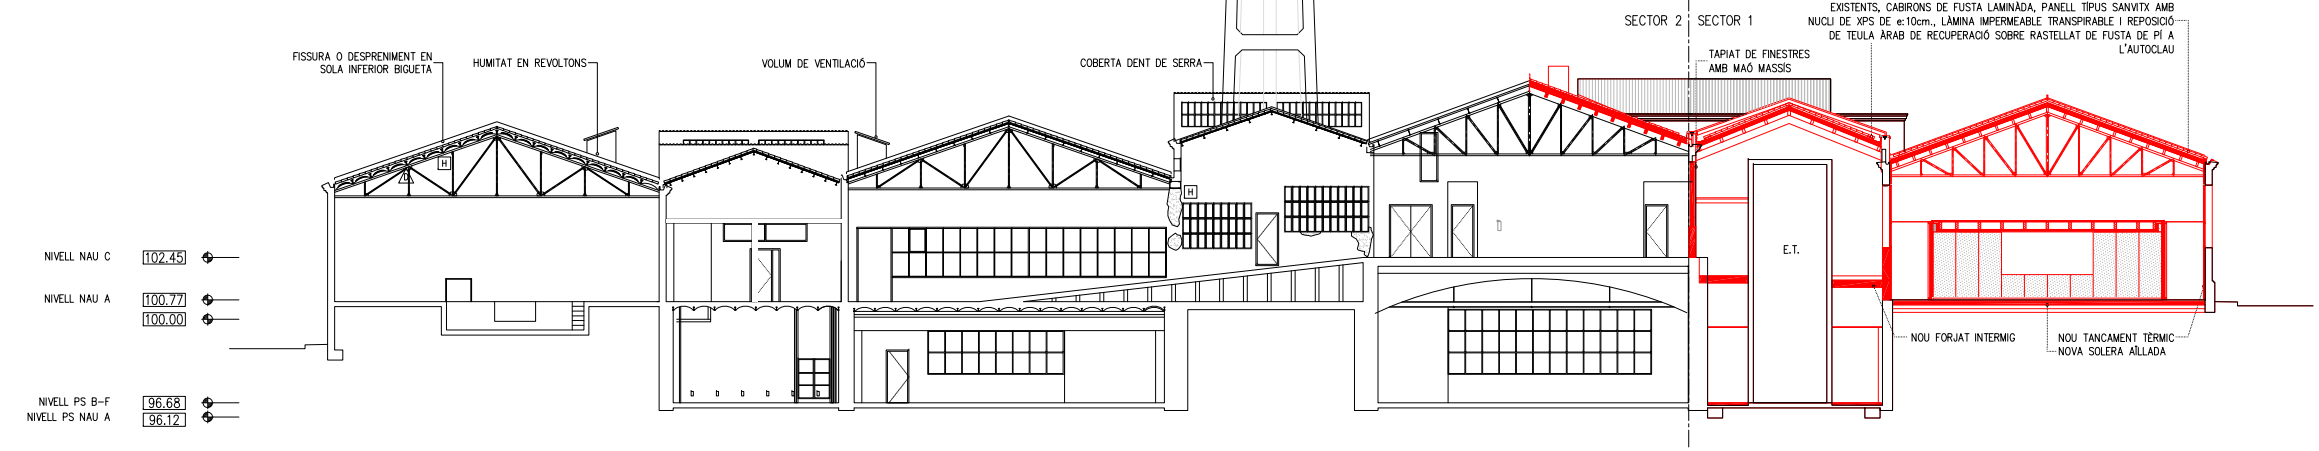 SECTOR 2 SECTOR 1
EXISTENTS, CABIRONS DE FUSTA LAMINADA, PANELL TÍPUS SANVITX AMB
NUCLI DE XPS DE e:10cm., LÀMINA IMPERMEABLE TRANSPIRABLE I REPOSICIÓ
DE TEULA ÀRAB DE RECUPERACIÓ SOBRE RASTELLAT DE FUSTA DE PÍ A
L'AUTOCLAU
FISSURA O DESPRENIMENT EN
SOLA INFERIOR BIGUETA
HUMITAT EN REVOLTONS
VOLUM DE VENTILACIÓ
COBERTA DENT DE SERRA
TAPIAT DE FINESTRES
AMB MAÓ MASSÍS
H
D
H
E.T.
NIVELL NAU C 102.45
NIVELL NAU A 100.77
100.00
NOU FORJAT INTERMIG
NOU TANCAMENT TÈRMIC
NOVA SOLERA AÏLLADA
NIVELL PS B-F 96.68
NIVELL PS NAU A 96.12